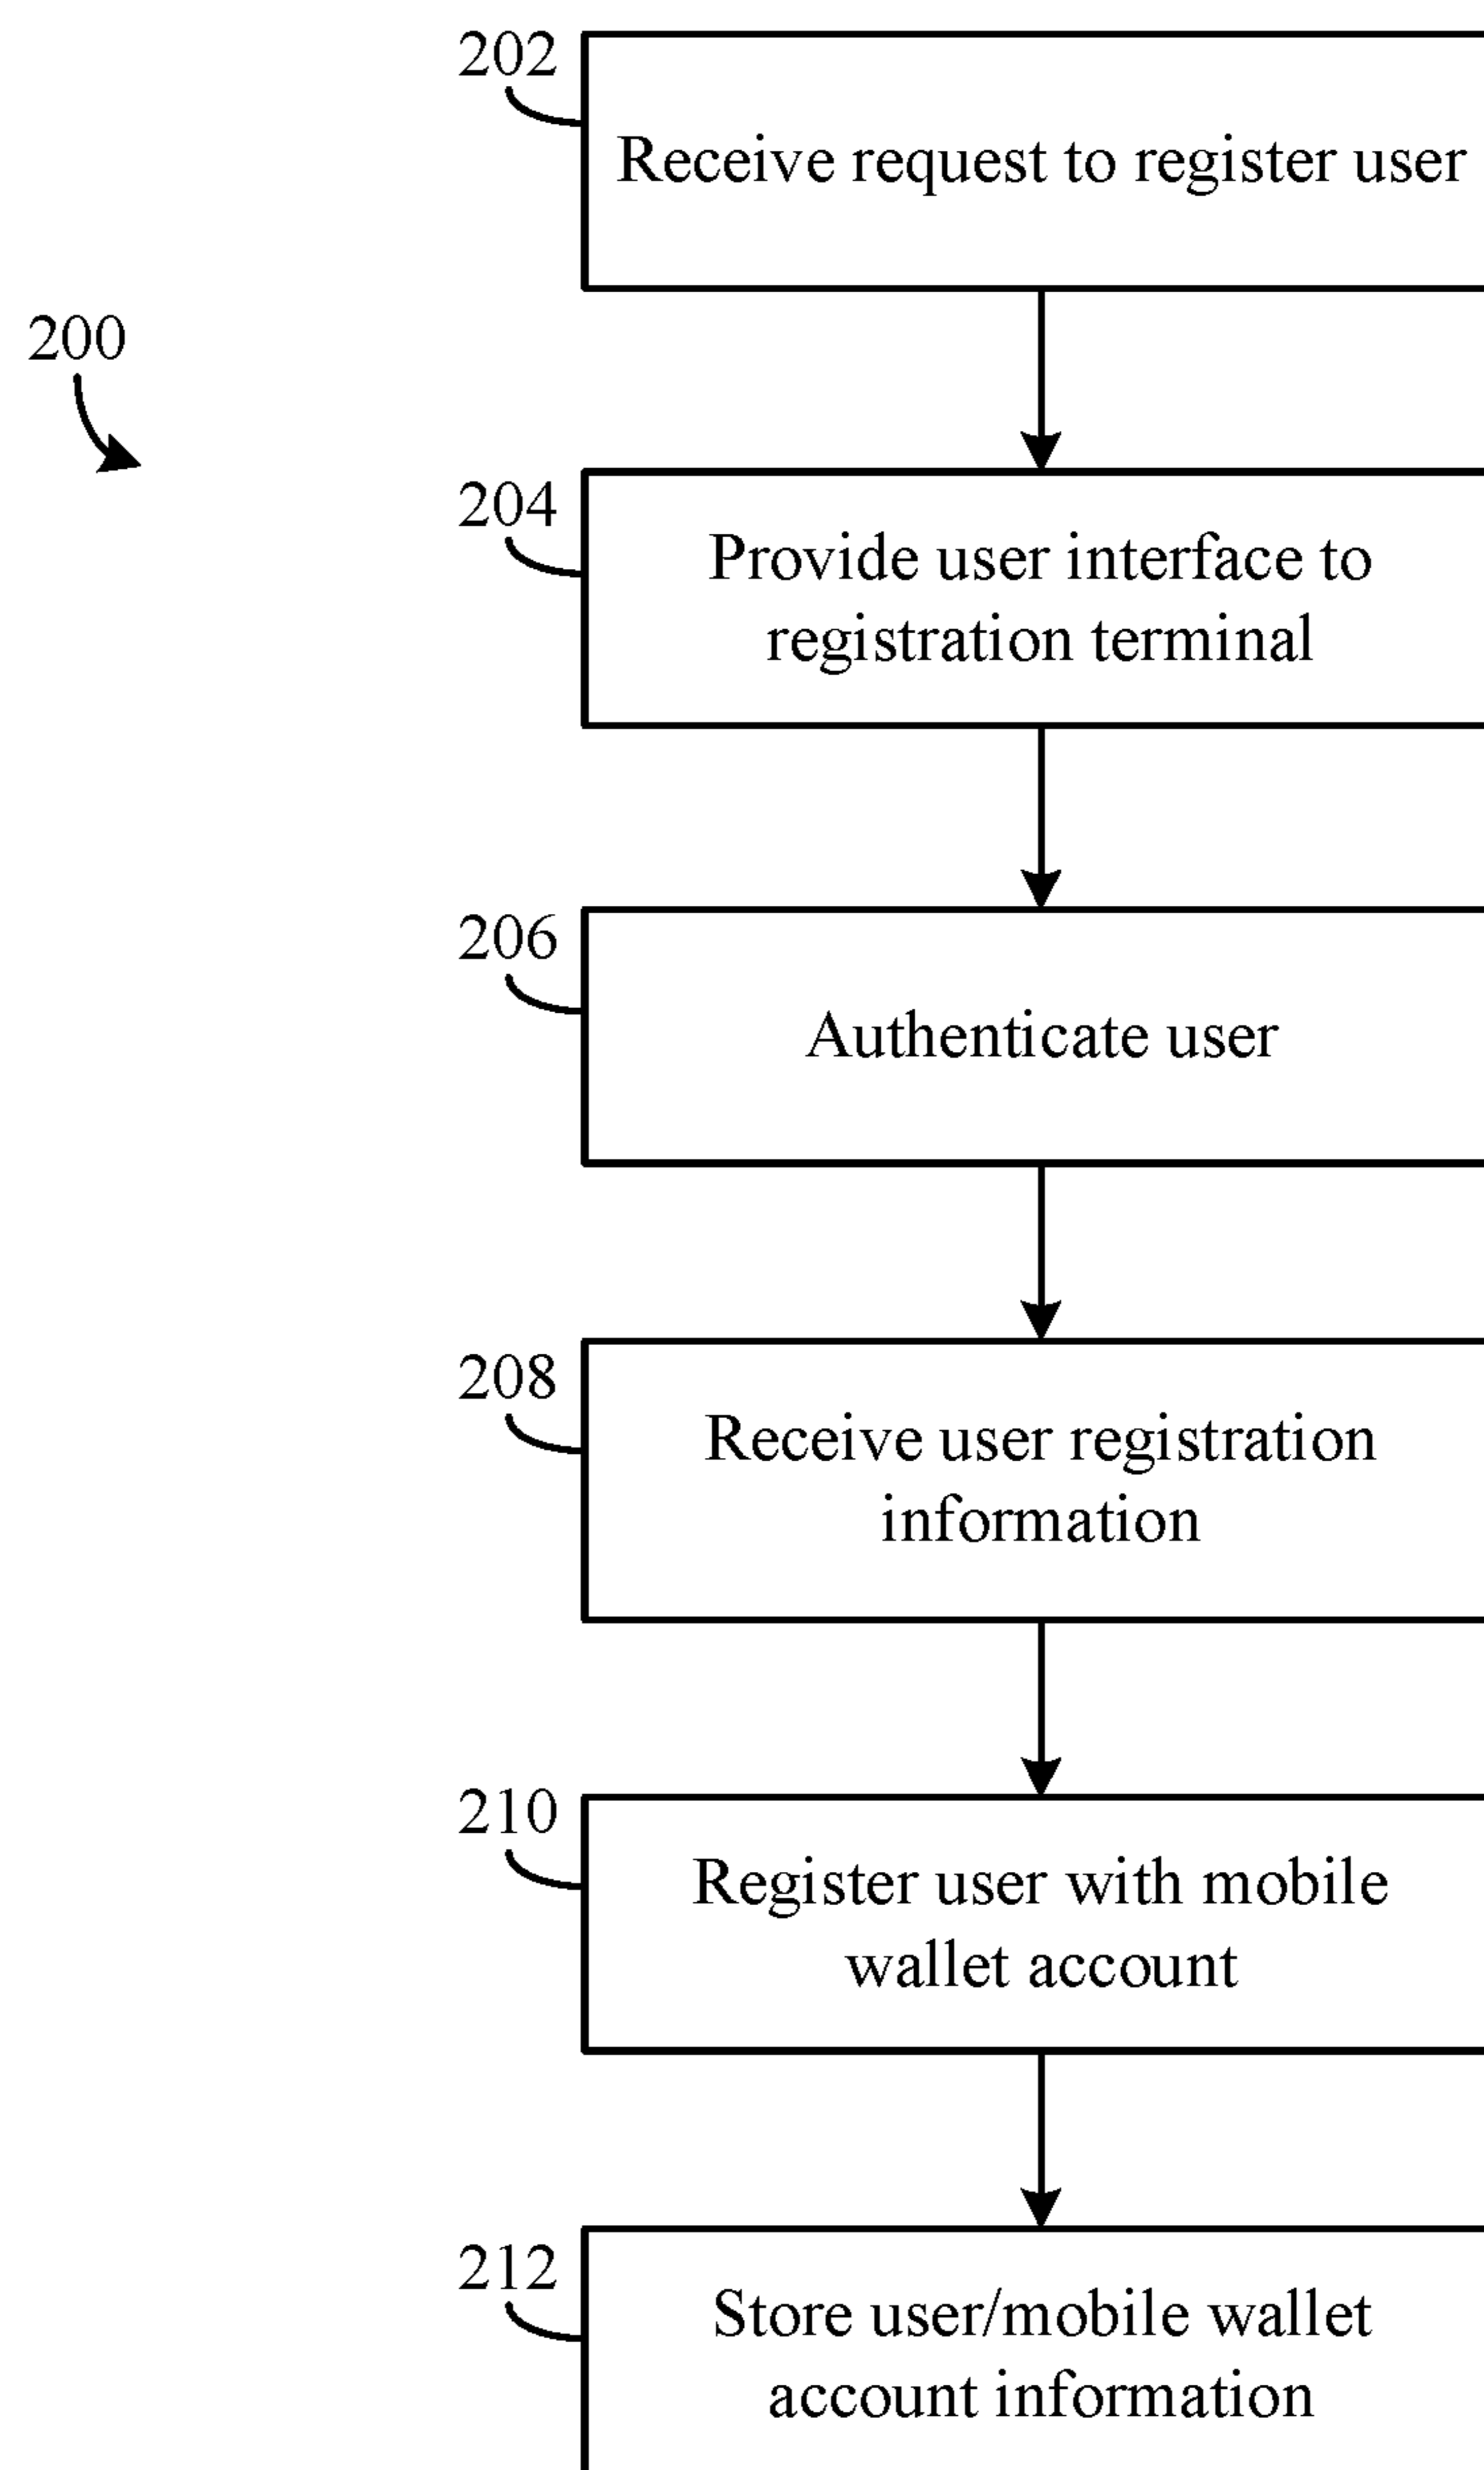 202
Receive request to register user
200
204
Provide user interface to
registration terminal
206
Authenticate user
208
Receive user registration
information
210
Register user with mobile
wallet account
212
Store user/mobile wallet
account information